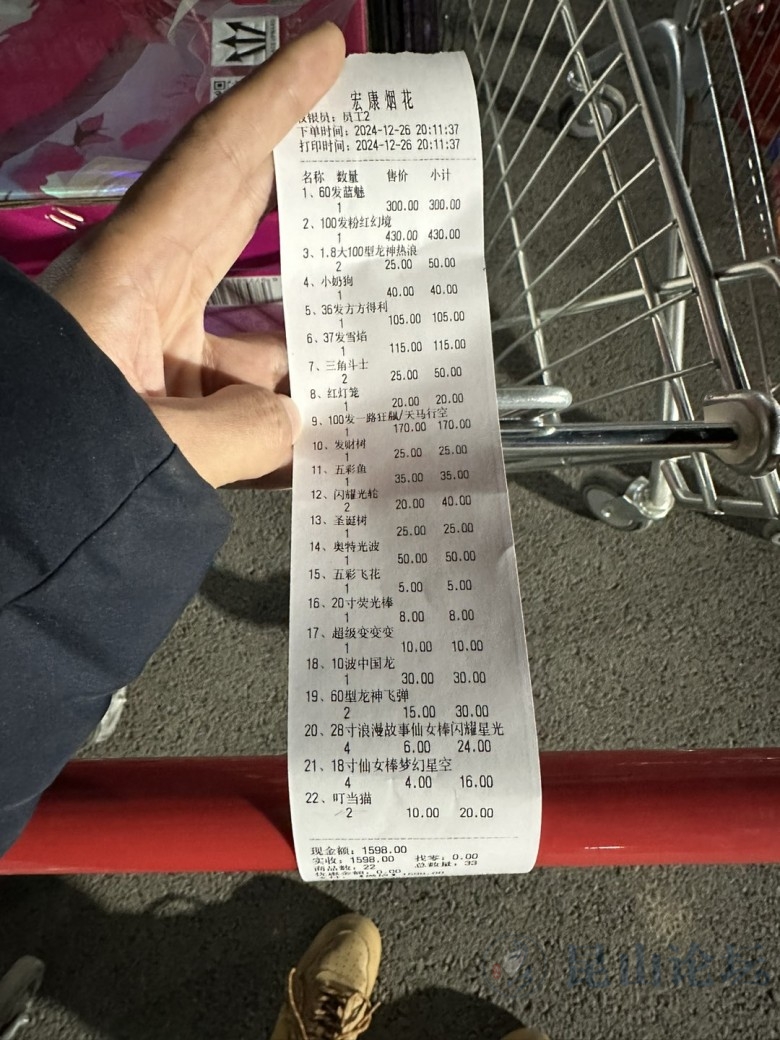 宏康烟花
收银员：员工2
下单时间：2024-12-26 20:11:37
打印时间：2024-12-26 20:11:37
名称 数量 售价 小计
1、60发蓝魅
1 300.00 300.00
2、100发粉红幻境
1 430.00 430.00
3、1.8大100型龙神热浪
2 25.00 50.00
4、小奶狗
1 40.00 40.00
5、36发方方得利
1 105.00 105.00
6、37发雪焰
1 115.00 115.00
7、三角斗士
2 25.00 50.00
8、红灯笼
1 20.00 20.00
9、100发一路狂飙/天马行空
1 170.00 170.00
10、发财树
1 25.00 25.00
11、五彩鱼
1 35.00 35.00
12、闪耀光轮
2 20.00 40.00
13、圣诞树
1 25.00 25.00
14、奥特光波
1 50.00 50.00
15、五彩飞花
1 5.00 5.00
16、20寸荧光棒
1 8.00 8.00
17、超级变变变
1 10.00 10.00
18、10波中国龙
1 30.00 30.00
19、60型龙神飞弹
2 15.00 30.00
20、28寸浪漫故事仙女棒闪耀星光
4 6.00 24.00
21、18寸仙女棒梦幻星空
4 4.00 16.00
22、叮当猫
2 10.00 20.00
现金额：1598.00
实收：1598.00 找零：0.00
商品数：22 总数量：33
优惠金额：0.00